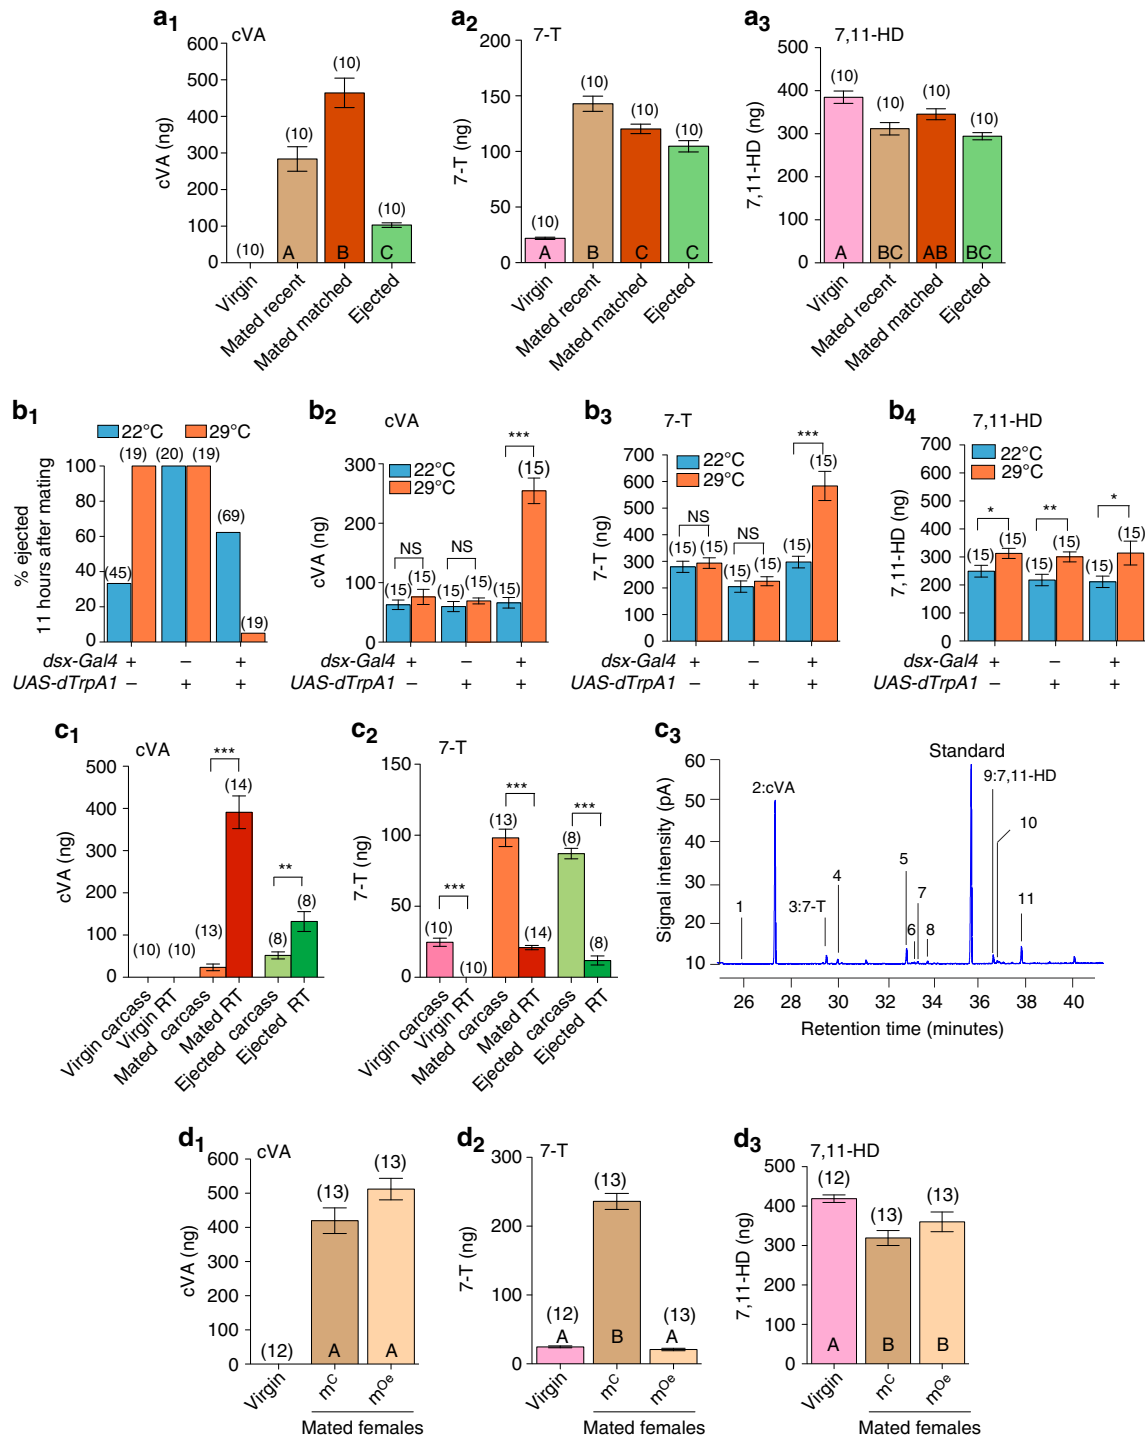 a1
cVA
cVA (ng)
600
500
400
300
200
100
0
(10)
(10)
(10)
(10)
A
B
C
Virgin
Mated recent
Mated matched
Ejected
a2
7-T
7-T (ng)
200
150
100
50
0
(10)
(10)
(10)
(10)
A
B
C
C
Virgin
Mated recent
Mated matched
Ejected
a3
7,11-HD
7,11-HD (ng)
500
400
300
200
100
0
(10)
(10)
(10)
(10)
A
BC
AB
BC
Virgin
Mated recent
Mated matched
Ejected
b1
22°C
29°C
% ejected
11 hours after mating
100
80
60
40
20
0
(45)
(19)
(20)
(19)
(69)
(19)
dsx-Gal4 + – +
UAS-dTrpA1 – + +
b2
cVA
22°C
29°C
cVA (ng)
300
200
100
0
NS
NS
***
(15)
(15)
(15)
(15)
(15)
(15)
dsx-Gal4 + – +
UAS-dTrpA1 – + +
b3
7-T
22°C
29°C
7-T (ng)
700
600
500
400
300
200
100
0
NS
NS
***
(15)
(15)
(15)
(15)
(15)
(15)
dsx-Gal4 + – +
UAS-dTrpA1 – + +
b4
7,11-HD
22°C
29°C
7,11-HD (ng)
700
600
500
400
300
200
100
0
*
**
*
(15)
(15)
(15)
(15)
(15)
(15)
dsx-Gal4 + – +
UAS-dTrpA1 – + +
c1
cVA
cVA (ng)
500
400
300
200
100
0
(10)
(10)
(13)
(14)
(8)
(8)
***
**
Virgin carcass
Virgin RT
Mated carcass
Mated RT
Ejected carcass
Ejected RT
c2
7-T
7-T (ng)
150
100
50
0
(10)
(10)
(13)
(14)
(8)
(8)
***
***
***
Virgin carcass
Virgin RT
Mated carcass
Mated RT
Ejected carcass
Ejected RT
c3
Signal intensity (pA)
60
50
40
30
20
10
Standard
1
2:cVA
3:7-T
4
5
6
7
8
9:7,11-HD
10
11
26 28 30 32 34 36 38 40
Retention time (minutes)
d1
cVA
cVA (ng)
600
500
400
300
200
100
0
(12)
(13)
(13)
A
A
Virgin
mC
mOe
Mated females
d2
7-T
7-T (ng)
300
200
100
0
(12)
(13)
(13)
A
B
A
Virgin
mC
mOe
Mated females
d3
7,11-HD
7,11-HD (ng)
500
400
300
200
100
0
(12)
(13)
(13)
A
B
B
Virgin
mC
mOe
Mated females